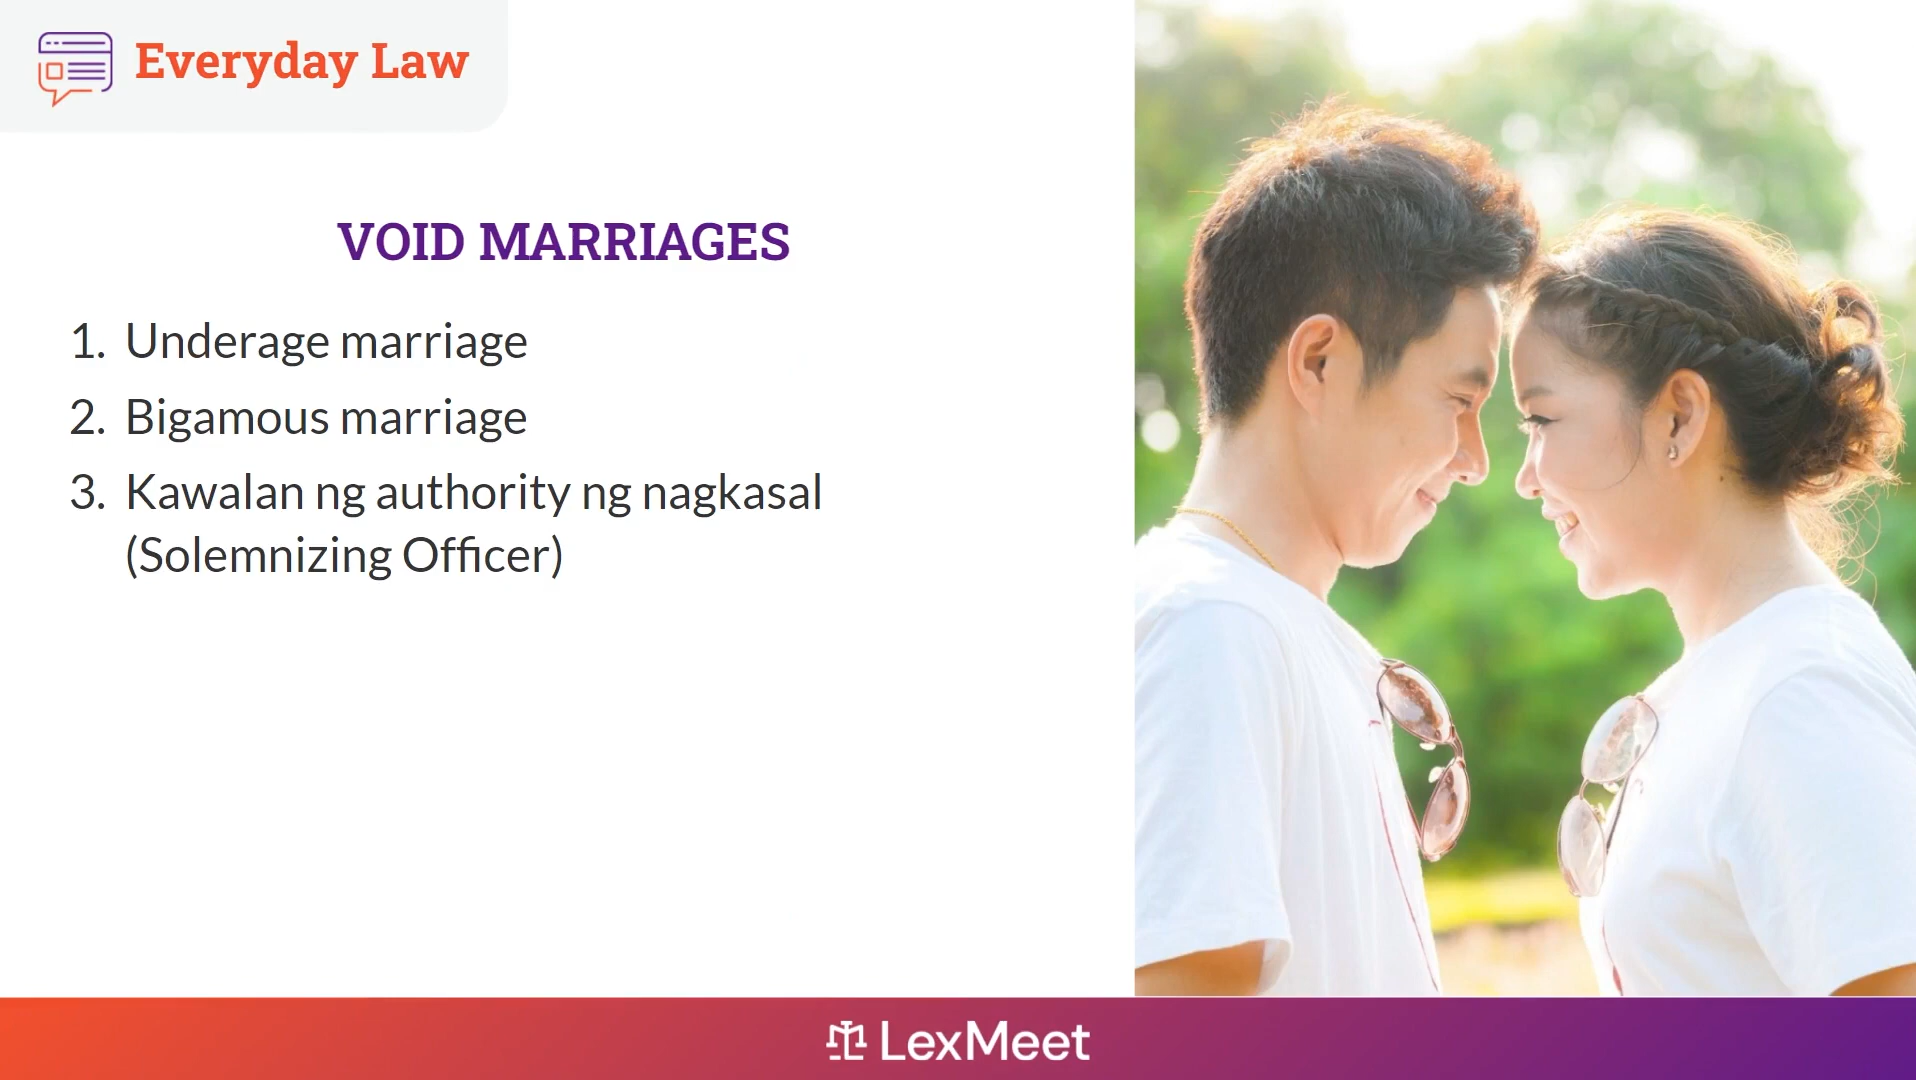 Everyday Law
VOID MARRIAGES
1. Underage marriage
2. Bigamous marriage
3. Kawalan ng authority ng nagkasal
(Solemnizing Officer)
LexMeet